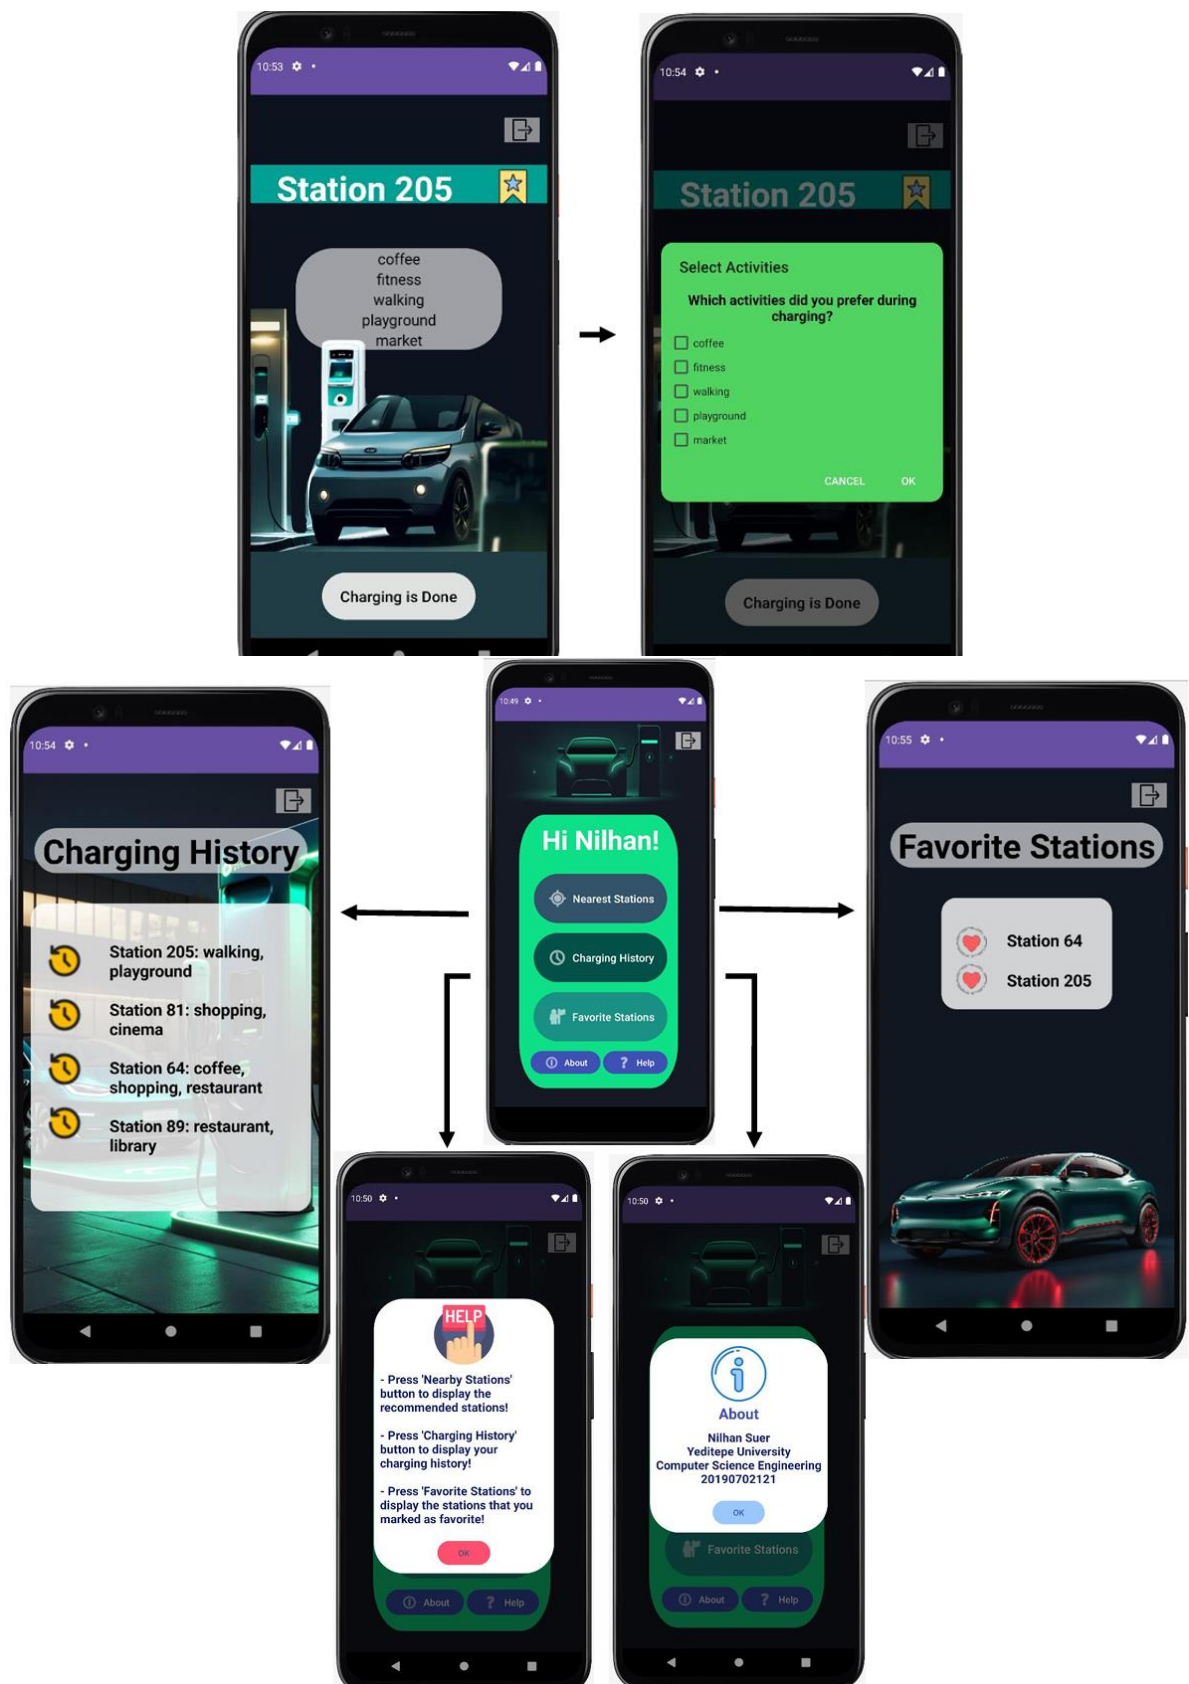 10:53
Station 205
coffee
fitness
walking
playground
market
Charging is Done
10:54
Station 205
Select Activities
Which activities did you prefer during
charging?
coffee
fitness
walking
playground
market
CANCEL OK
Charging is Done
10:54
Charging History
Station 205: walking,
playground
Station 81: shopping,
cinema
Station 64: coffee,
shopping, restaurant
Station 89: restaurant,
library
10:49
Hi Nilhan!
Nearest Stations
Charging History
Favorite Stations
About
Help
10:55
Favorite Stations
Station 64
Station 205
10:50
HELP
- Press 'Nearby Stations'
button to display the
recommended stations!
- Press 'Charging History'
button to display your
charging history!
- Press 'Favorite Stations' to
display the stations that you
marked as favorite!
OK
About
Help
10:50
About
Nilhan Suer
Yeditepe University
Computer Science Engineering
20190702121
OK
Favorite Stations
About
Help